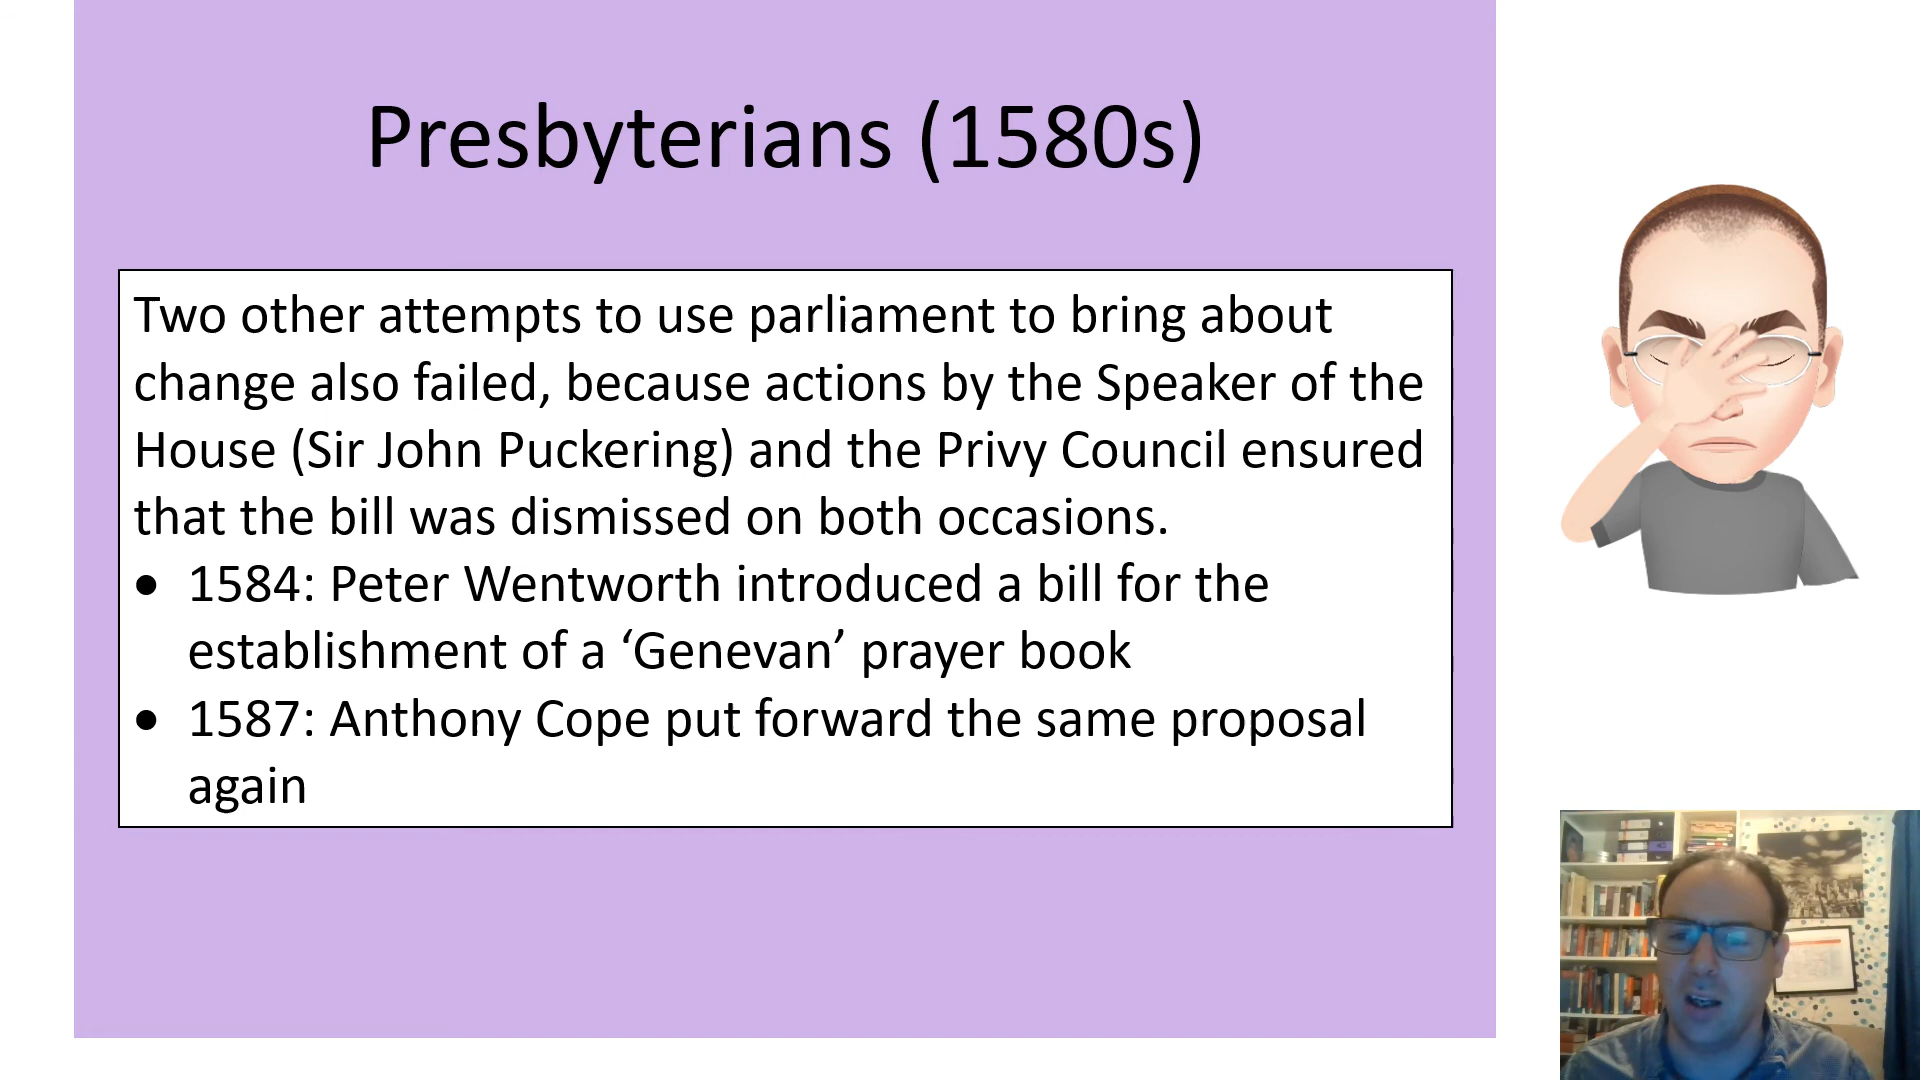 Presbyterians (1580s)
Two other attempts to use parliament to bring about
change also failed, because actions by the Speaker of the
House (Sir John Puckering) and the Privy Council ensured
that the bill was dismissed on both occasions.
• 1584: Peter Wentworth introduced a bill for the
establishment of a ‘Genevan’ prayer book
• 1587: Anthony Cope put forward the same proposal
again